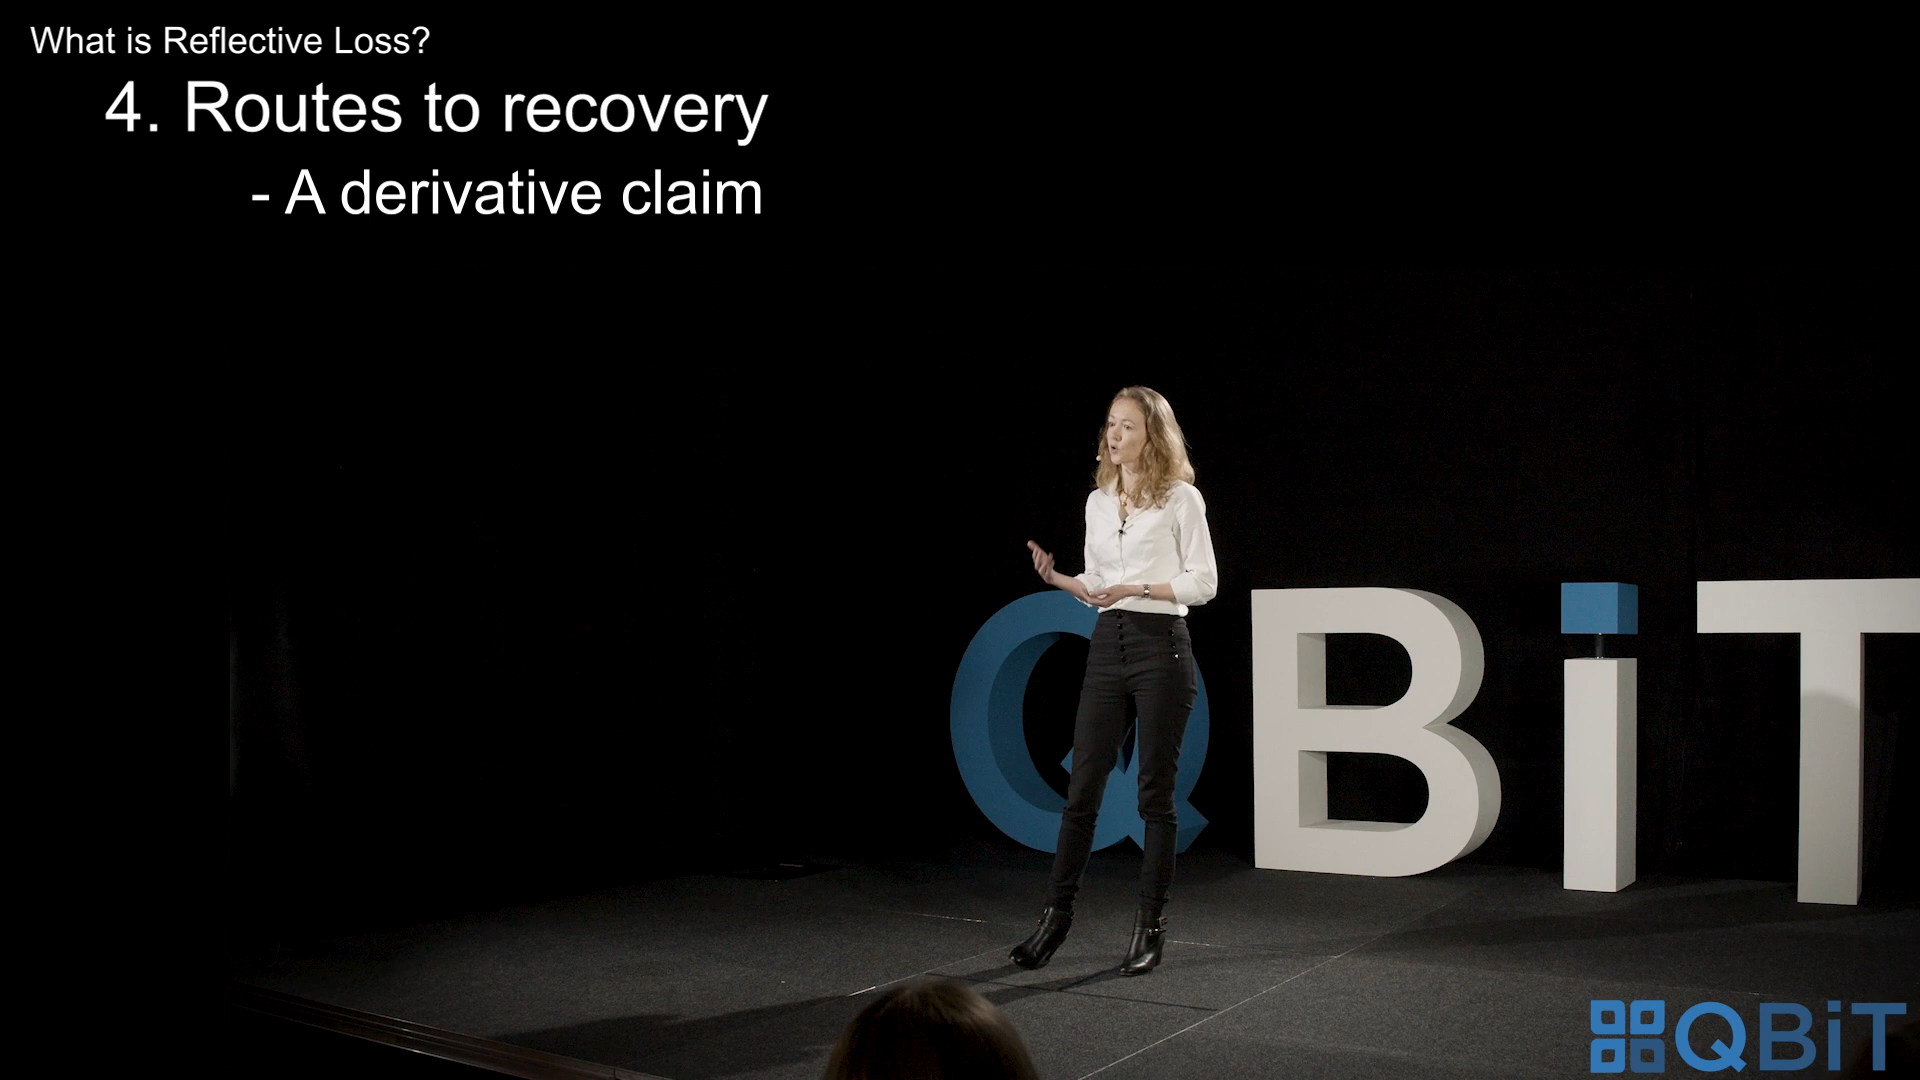 What is Reflective Loss?
4. Routes to recovery
- A derivative claim
QBiT
QBiT